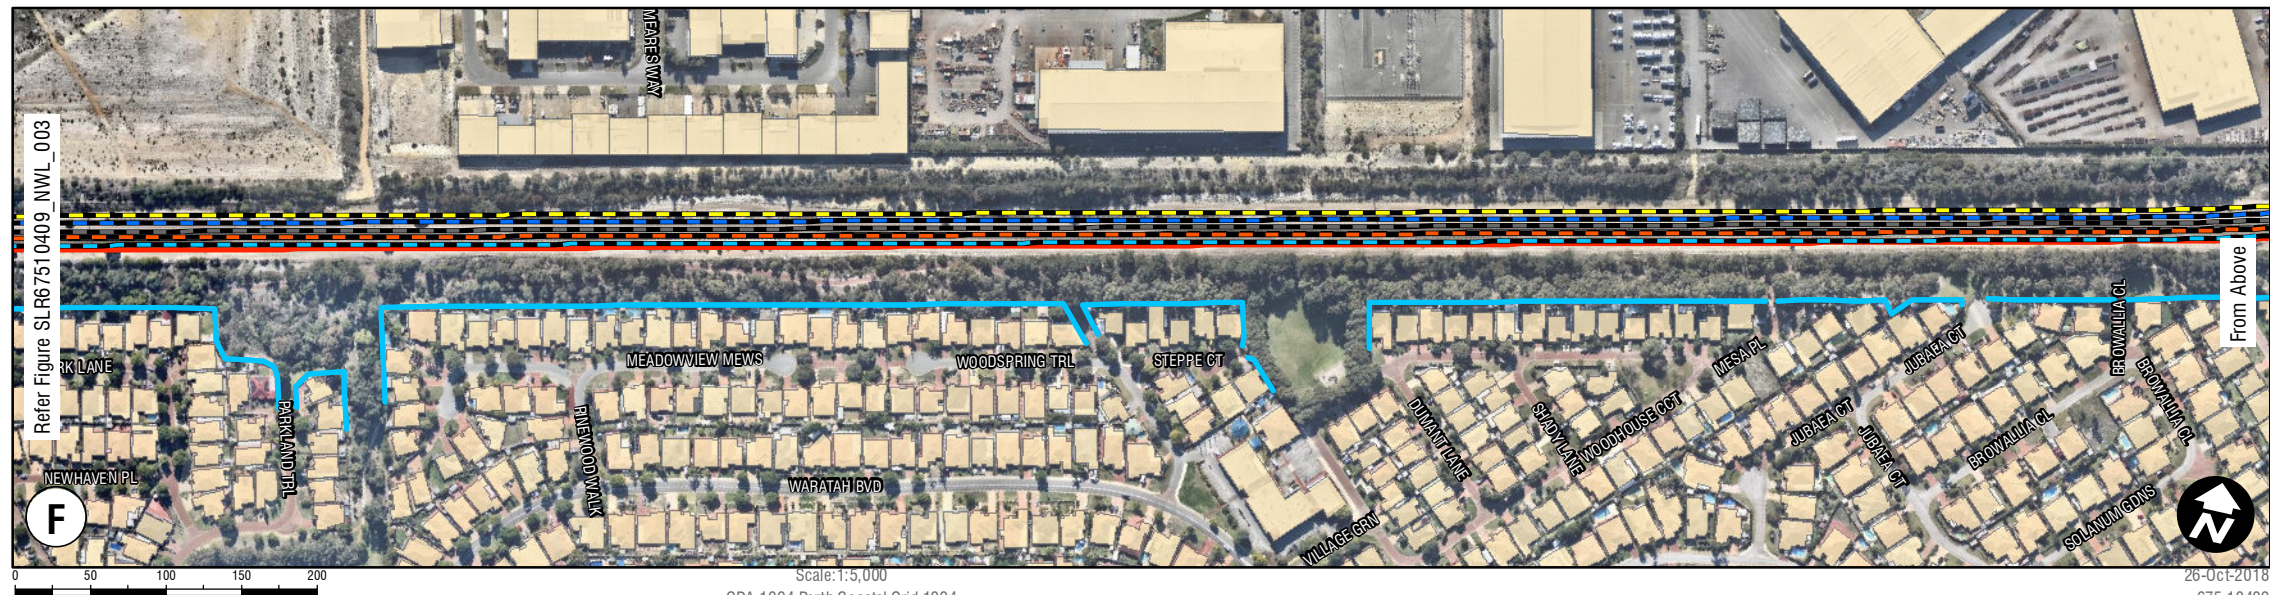 MEARES WAY
Refer Figure SLR67510409_NWL_003
From Above
MEADOWVIEW MEWS
WOODSPRING TRL
STEPPE CT
MESA PL
JUBAEA CT
BROWALLIA CL
BROWALLIA CL
RK LANE
PARKLAND TRL
PINEWOOD WALK
DUMANT LANE
SHADY LANE
WOODHOUSE CCT
JUBAEA CT
JUBAEA CT
BROWALLIA CL
NEWHAVEN PL
WARATAH BVD
VILLAGE GRN
SOLANUM GDNS
F
N
0 50 100 150 200
Scale:1:5,000
26-Oct-2018